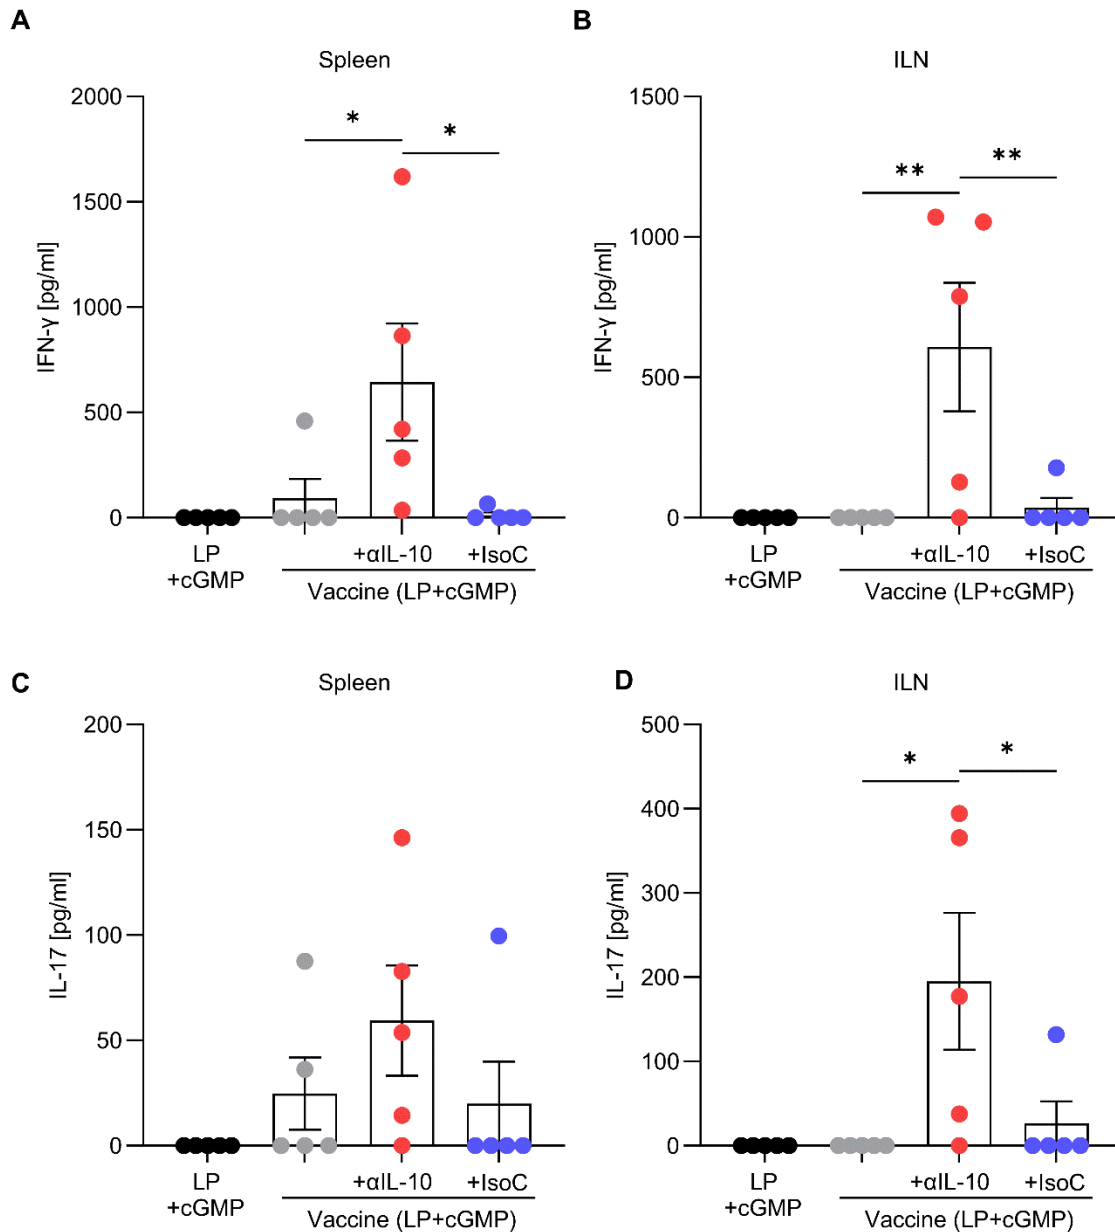 A
Spleen
2000
1500
1000
500
0
IFN-γ [pg/ml]
*
*
LP
+cGMP
+αIL-10
+IsoC
Vaccine (LP+cGMP)
B
ILN
1500
1000
500
0
IFN-γ [pg/ml]
**
**
LP
+cGMP
+αIL-10
+IsoC
Vaccine (LP+cGMP)
C
Spleen
200
150
100
50
0
IL-17 [pg/ml]
LP
+cGMP
+αIL-10
+IsoC
Vaccine (LP+cGMP)
D
ILN
500
400
300
200
100
0
IL-17 [pg/ml]
*
*
LP
+cGMP
+αIL-10
+IsoC
Vaccine (LP+cGMP)